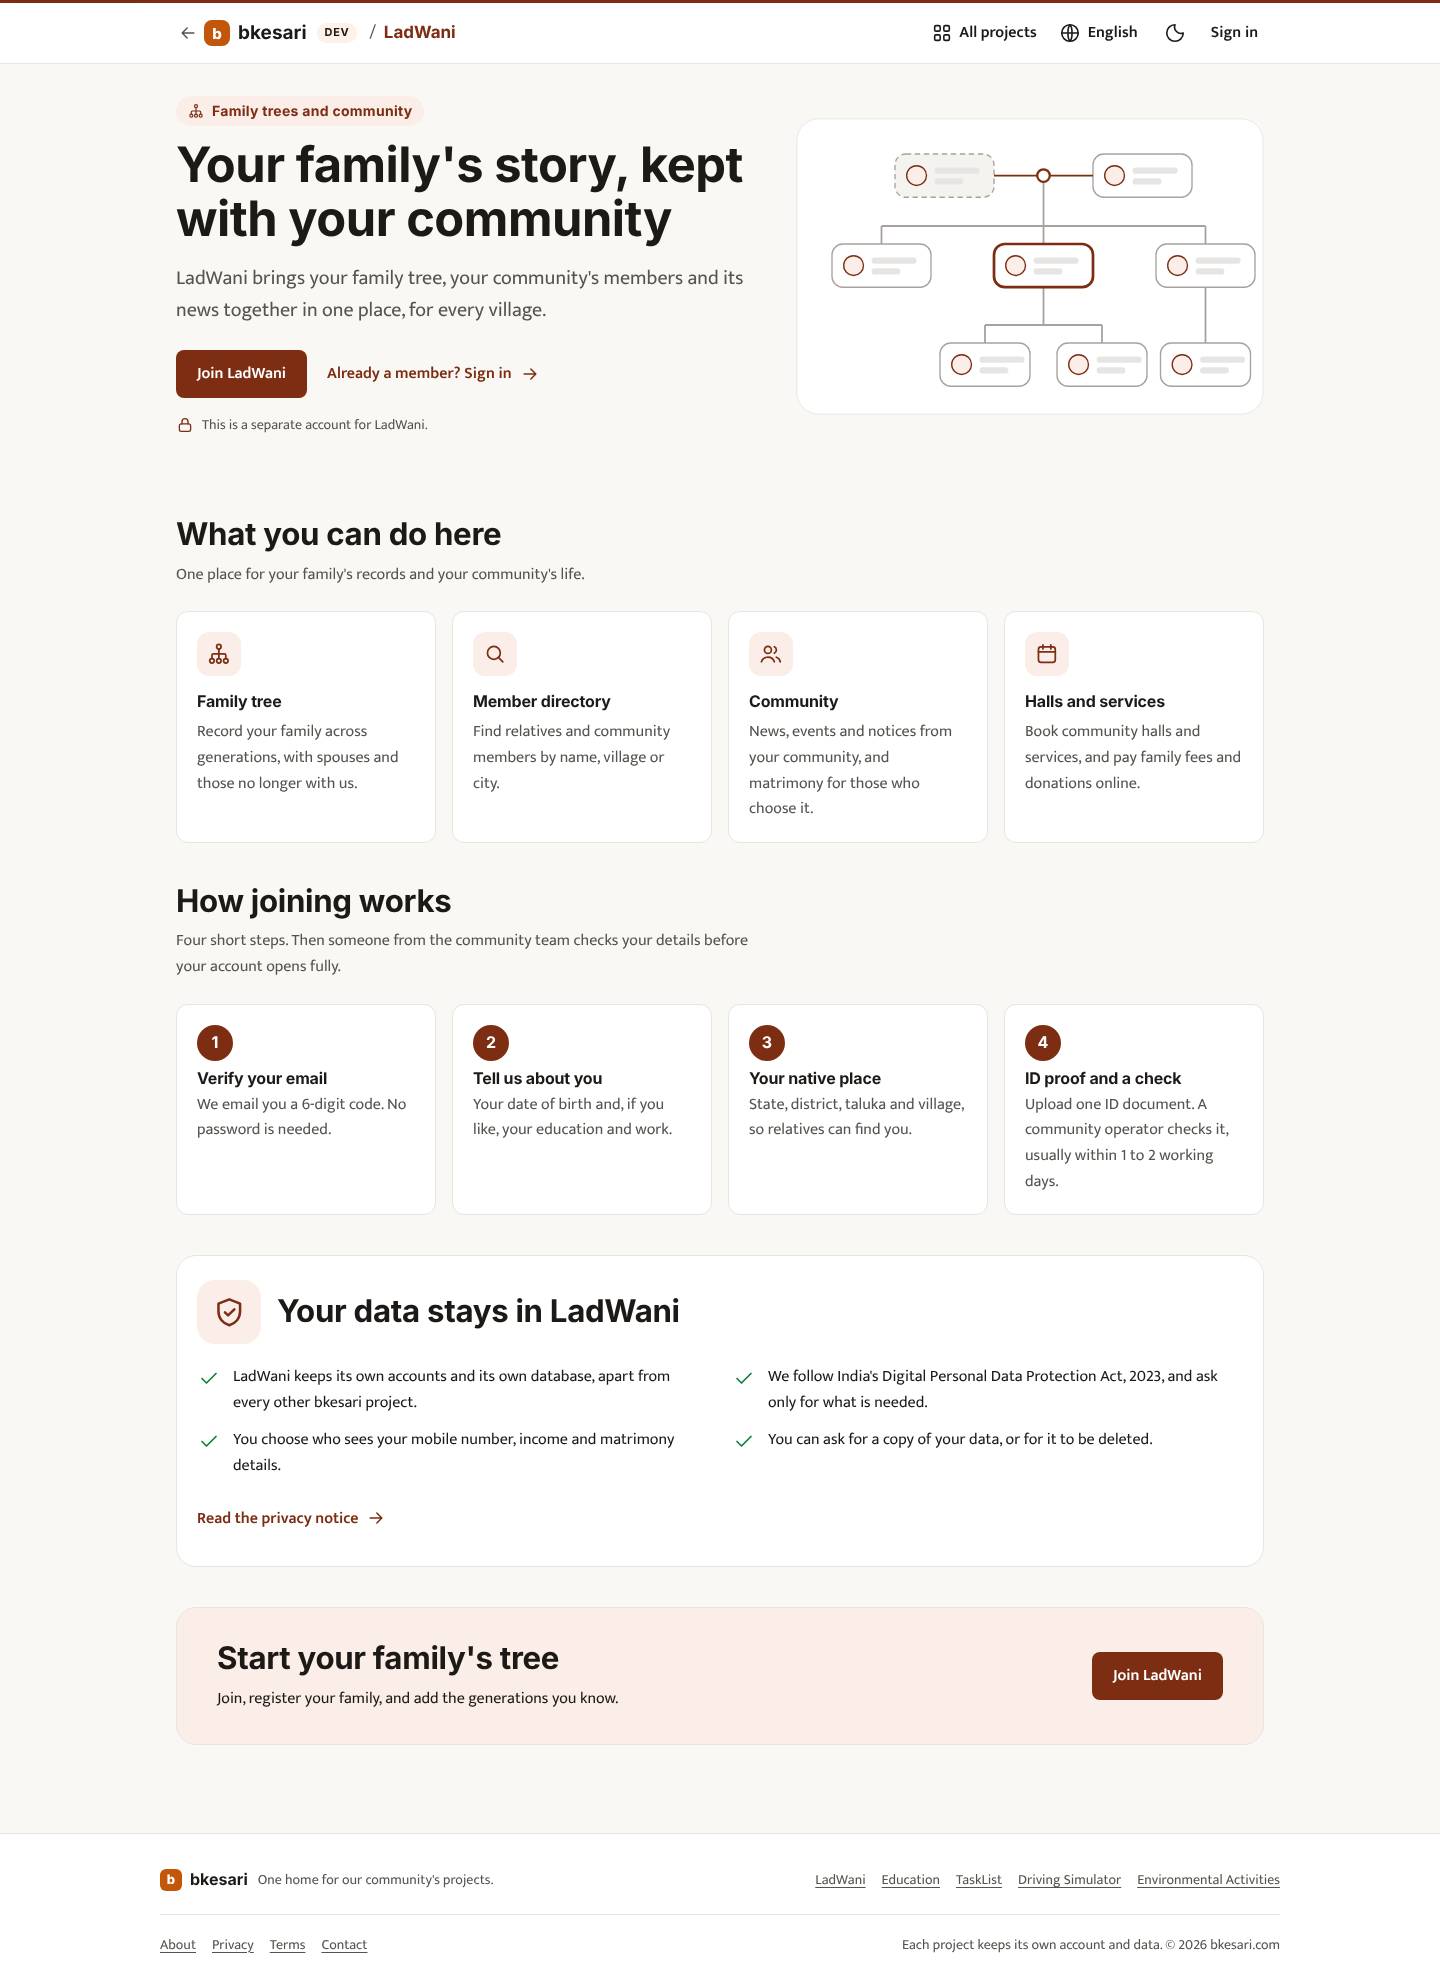 b bkesari DEV / LadWani
All projects English Sign in
Family trees and community
Your family's story, kept
with your community
LadWani brings your family tree, your community's members and its
news together in one place, for every village.
Join LadWani Already a member? Sign in
This is a separate account for LadWani.
What you can do here
One place for your family's records and your community's life.
Family tree
Record your family across
generations, with spouses and
those no longer with us.
Member directory
Find relatives and community
members by name, village or
city.
Community
News, events and notices from
your community, and
matrimony for those who
choose it.
Halls and services
Book community halls and
services, and pay family fees and
donations online.
How joining works
Four short steps. Then someone from the community team checks your details before
your account opens fully.
1
Verify your email
We email you a 6-digit code. No
password is needed.
2
Tell us about you
Your date of birth and, if you
like, your education and work.
3
Your native place
State, district, taluka and village,
so relatives can find you.
4
ID proof and a check
Upload one ID document. A
community operator checks it,
usually within 1 to 2 working
days.
Your data stays in LadWani
LadWani keeps its own accounts and its own database, apart from
every other bkesari project.
We follow India's Digital Personal Data Protection Act, 2023, and ask
only for what is needed.
You choose who sees your mobile number, income and matrimony
details.
You can ask for a copy of your data, or for it to be deleted.
Read the privacy notice
Start your family's tree
Join, register your family, and add the generations you know.
Join LadWani
b bkesari One home for our community's projects.
LadWani Education TaskList Driving Simulator Environmental Activities
About Privacy Terms Contact
Each project keeps its own account and data. © 2026 bkesari.com